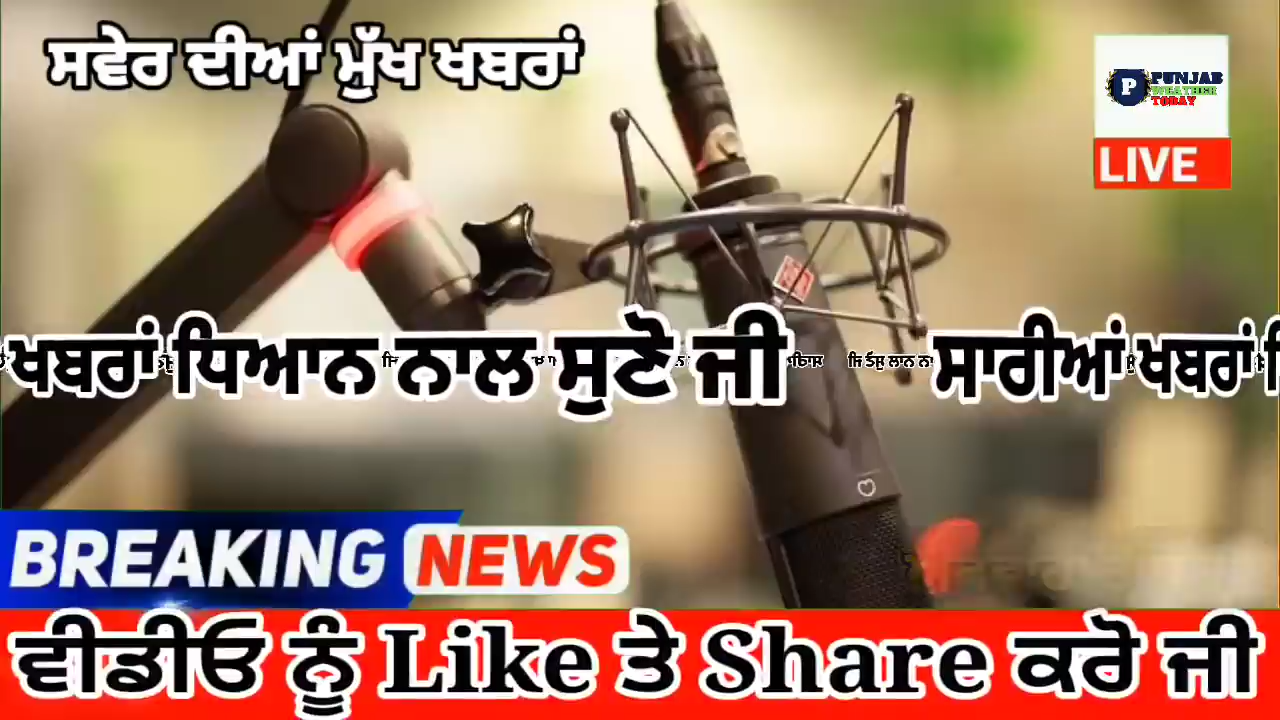 ਸਵੇਰ ਦੀਆਂ ਮੁੱਖ ਖਬਰਾਂ
P PUNJAB
WEATHER
TODAY
LIVE
ਖਬਰਾਂ ਧਿਆਨ ਨਾਲ ਸੁਣੋ ਜੀ ਸਾਰੀਆਂ ਖਬਰਾਂ
BREAKING NEWS
ਵੀਡੀਓ ਨੂੰ Like ਤੇ Share ਕਰੋ ਜੀ